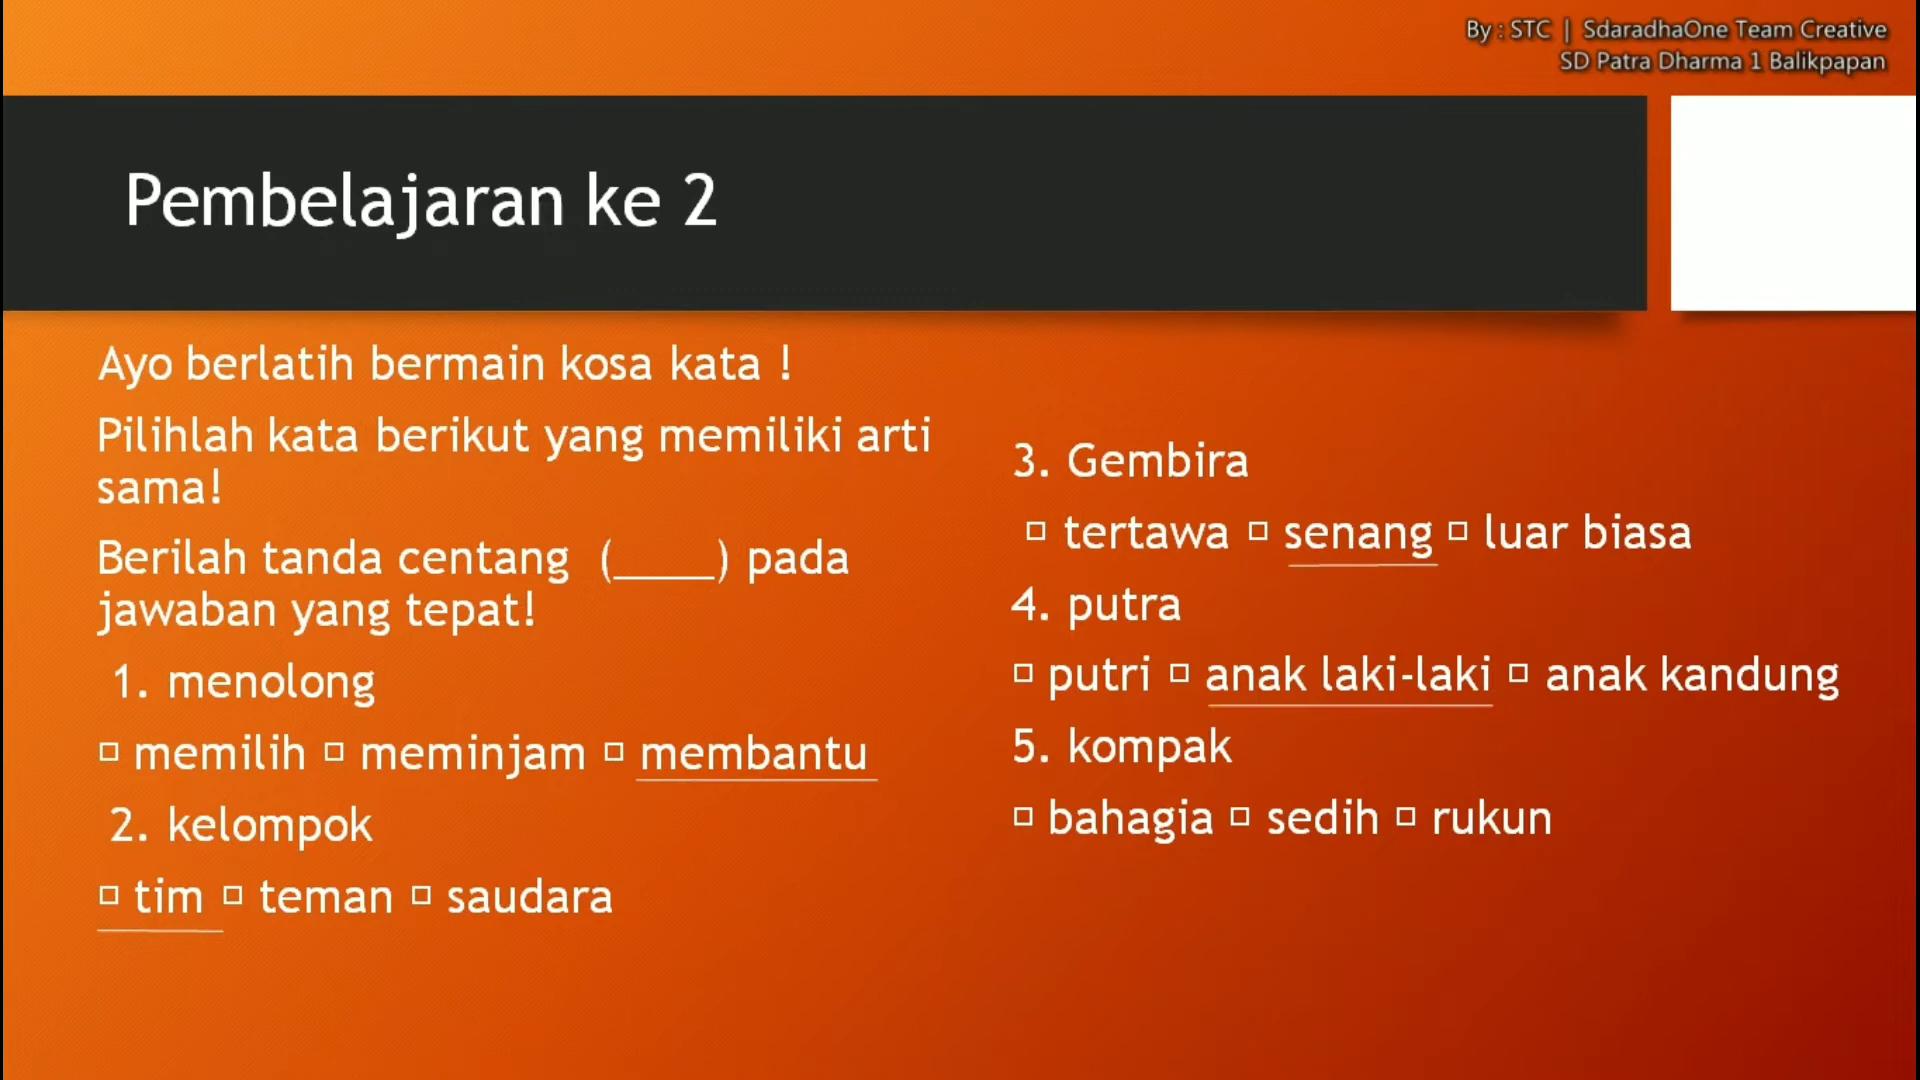 By : STC | SdaradhaOne Team Creative
SD Patra Dharma 1 Balikpapan
Pembelajaran ke 2
Ayo berlatih bermain kosa kata !
Pilihlah kata berikut yang memiliki arti
sama!
Berilah tanda centang (____) pada
jawaban yang tepat!
1. menolong
□ memilih □ meminjam □ membantu
2. kelompok
□ tim □ teman □ saudara
3. Gembira
□ tertawa □ senang □ luar biasa
4. putra
□ putri □ anak laki-laki □ anak kandung
5. kompak
□ bahagia □ sedih □ rukun